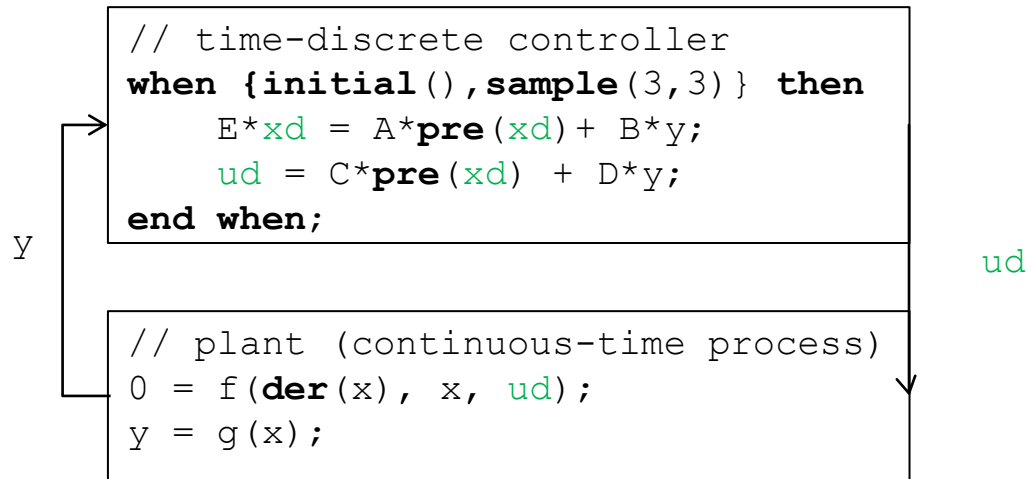 // time-discrete controller
when {initial(),sample(3,3)} then
E*xd = A*pre(xd)+ B*y;
ud = C*pre(xd) + D*y;
end when;
y
ud
// plant (continuous-time process)
0 = f(der(x), x, ud);
y = g(x);